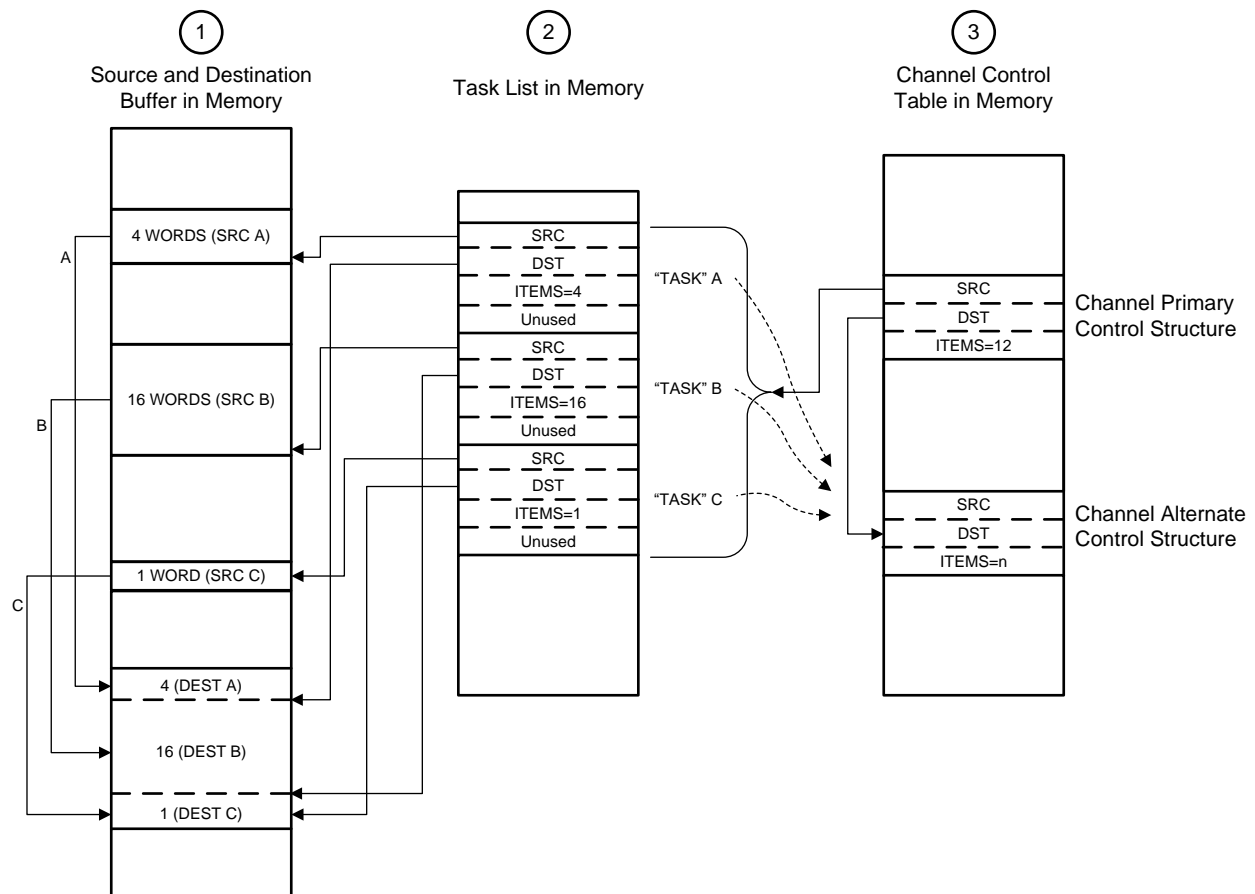 1
Source and Destination
Buffer in Memory
4 WORDS (SRC A)
A
16 WORDS (SRC B)
B
1 WORD (SRC C)
C
4 (DEST A)
16 (DEST B)
1 (DEST C)
2
Task List in Memory
SRC
DST
ITEMS=4
Unused
SRC
DST
ITEMS=16
Unused
SRC
DST
ITEMS=1
Unused
“TASK” A
“TASK” B
“TASK” C
3
Channel Control
Table in Memory
SRC
DST
ITEMS=12
Channel Primary
Control Structure
SRC
DST
ITEMS=n
Channel Alternate
Control Structure